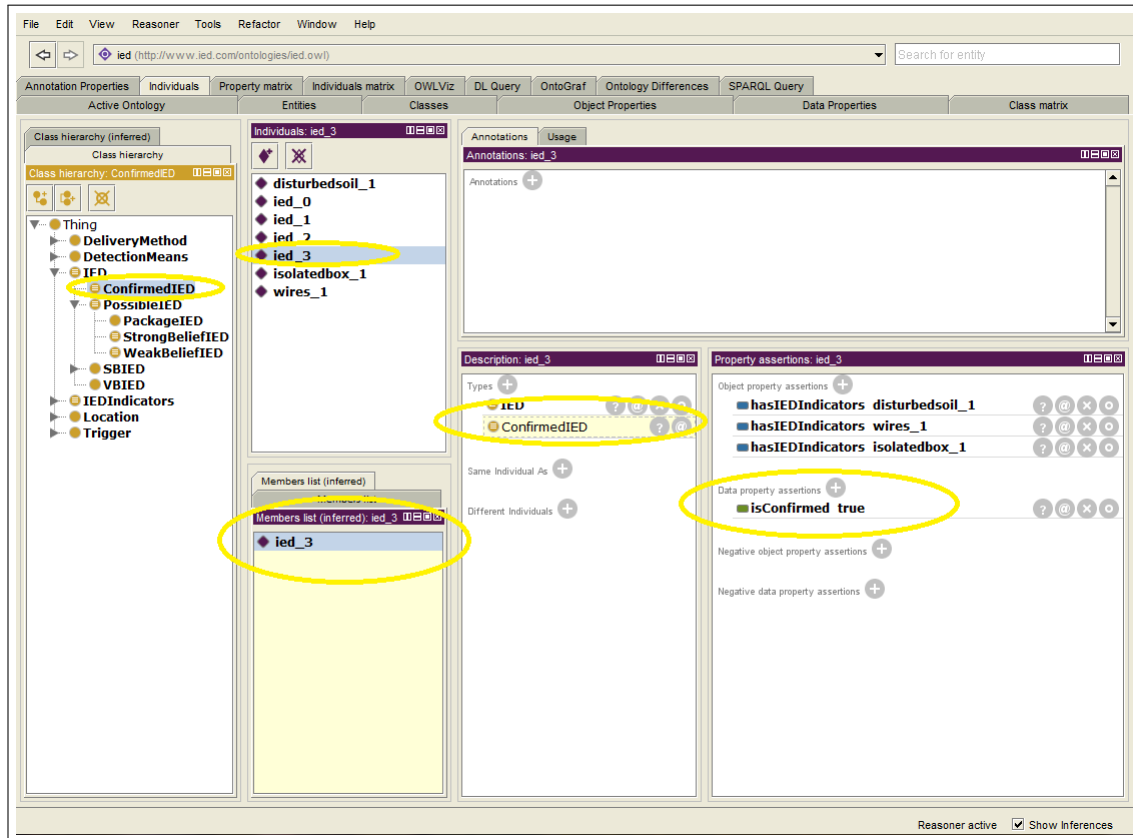 File Edit View Reasoner Tools Refactor Window Help
ied (http://www.ied.com/ontologies/ied.owl)
Search for entity
Annotation Properties Individuals Property matrix Individuals matrix OWLViz DL Query OntoGraf Ontology Differences SPARQL Query
Active Ontology Entities Classes Object Properties Data Properties Class matrix
Class hierarchy (inferred)
Class hierarchy
Class hierarchy: ConfirmedIED
Thing
DeliveryMethod
DetectionMeans
IED
ConfirmedIED
PossibleIED
PackageIED
StrongBeliefIED
WeakBeliefIED
SBIED
VBIED
IEDIndicators
Location
Trigger
Individuals: ied_3
disturbedsoil_1
ied_0
ied_1
ied_2
ied_3
isolatedbox_1
wires_1
Members list (inferred)
Members list
Members list (inferred): ied_3
ied_3
Annotations Usage
Annotations: ied_3
Annotations
Description: ied_3
Types
IED
ConfirmedIED
Same Individual As
Different Individuals
Property assertions: ied_3
Object property assertions
hasIEDIndicators disturbedsoil_1
hasIEDIndicators wires_1
hasIEDIndicators isolatedbox_1
Data property assertions
isConfirmed true
Negative object property assertions
Negative data property assertions
Reasoner active Show Inferences